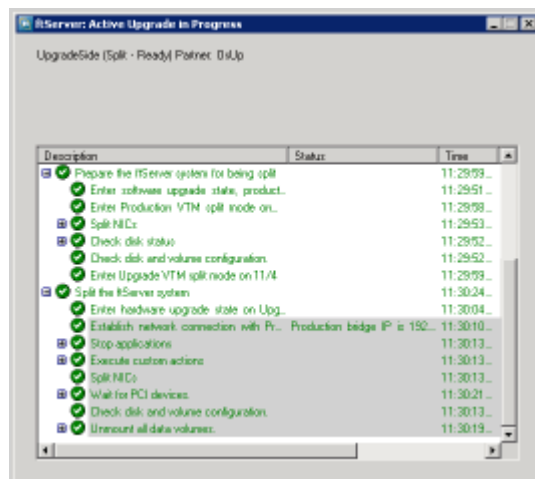 ftServer: Active Upgrade in Progress
UpgradeSide (Split - Ready) Partner: OsUp
Description Status Time
Prepare the ftServer system for being split 11:29:59...
Enter software upgrade state, product... 11:29:51...
Enter Production VTM split mode on... 11:29:58...
Split NICs 11:29:53...
Check disk status 11:29:52...
Check disk and volume configuration. 11:29:52...
Enter Upgrade VTM split mode on 11/4 11:29:59...
Split the ftServer system 11:30:24...
Enter hardware upgrade state on Upg... 11:30:04...
Establish network connection with Pr... Production bridge IP is 192... 11:30:10...
Stop applications 11:30:13...
Execute custom actions 11:30:13...
Split NICs 11:30:13...
Wait for PCI devices. 11:30:21...
Check disk and volume configuration. 11:30:13...
Unmount all data volumes. 11:30:19...